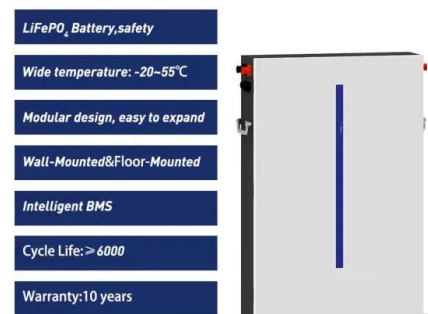 LiFePO4 Battery,safety
Wide temperature: -20~55℃
Modular design, easy to expand
Wall-Mounted&Floor-Mounted
Intelligent BMS
Cycle Life:≥6000
Warranty:10 years